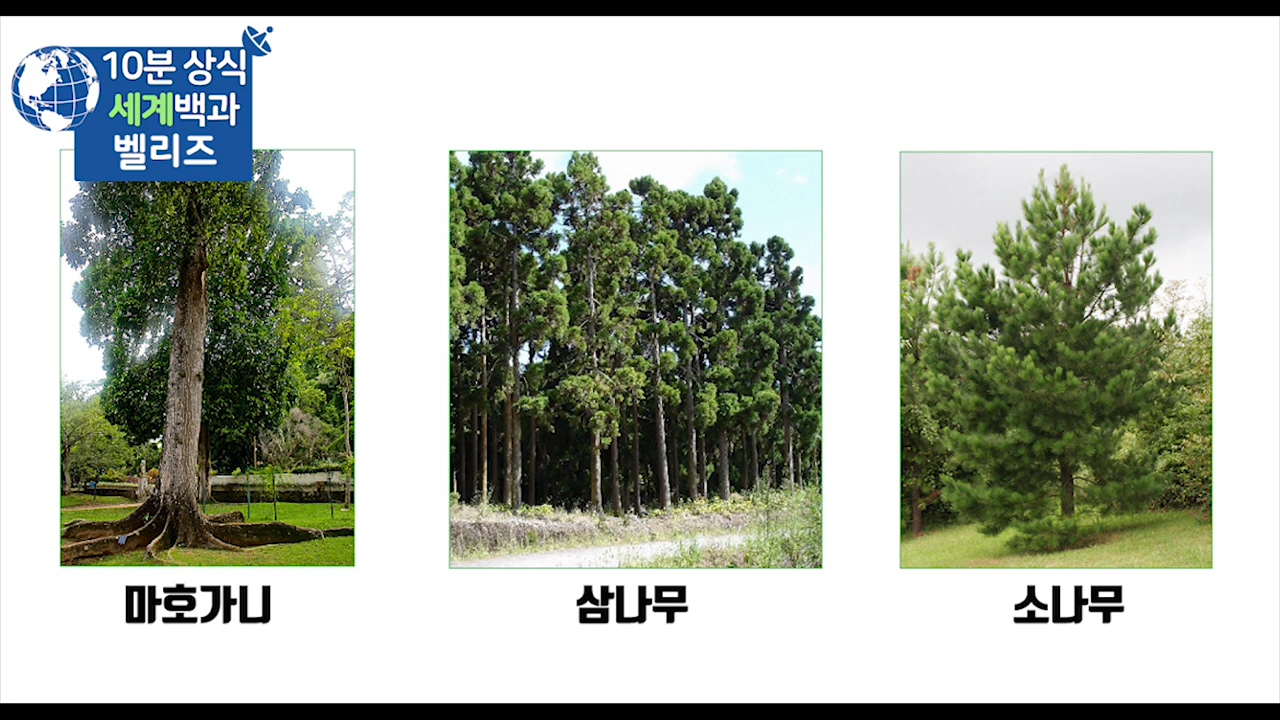 10분 상식
세계백과
벨리즈
마호가니
삼나무
소나무